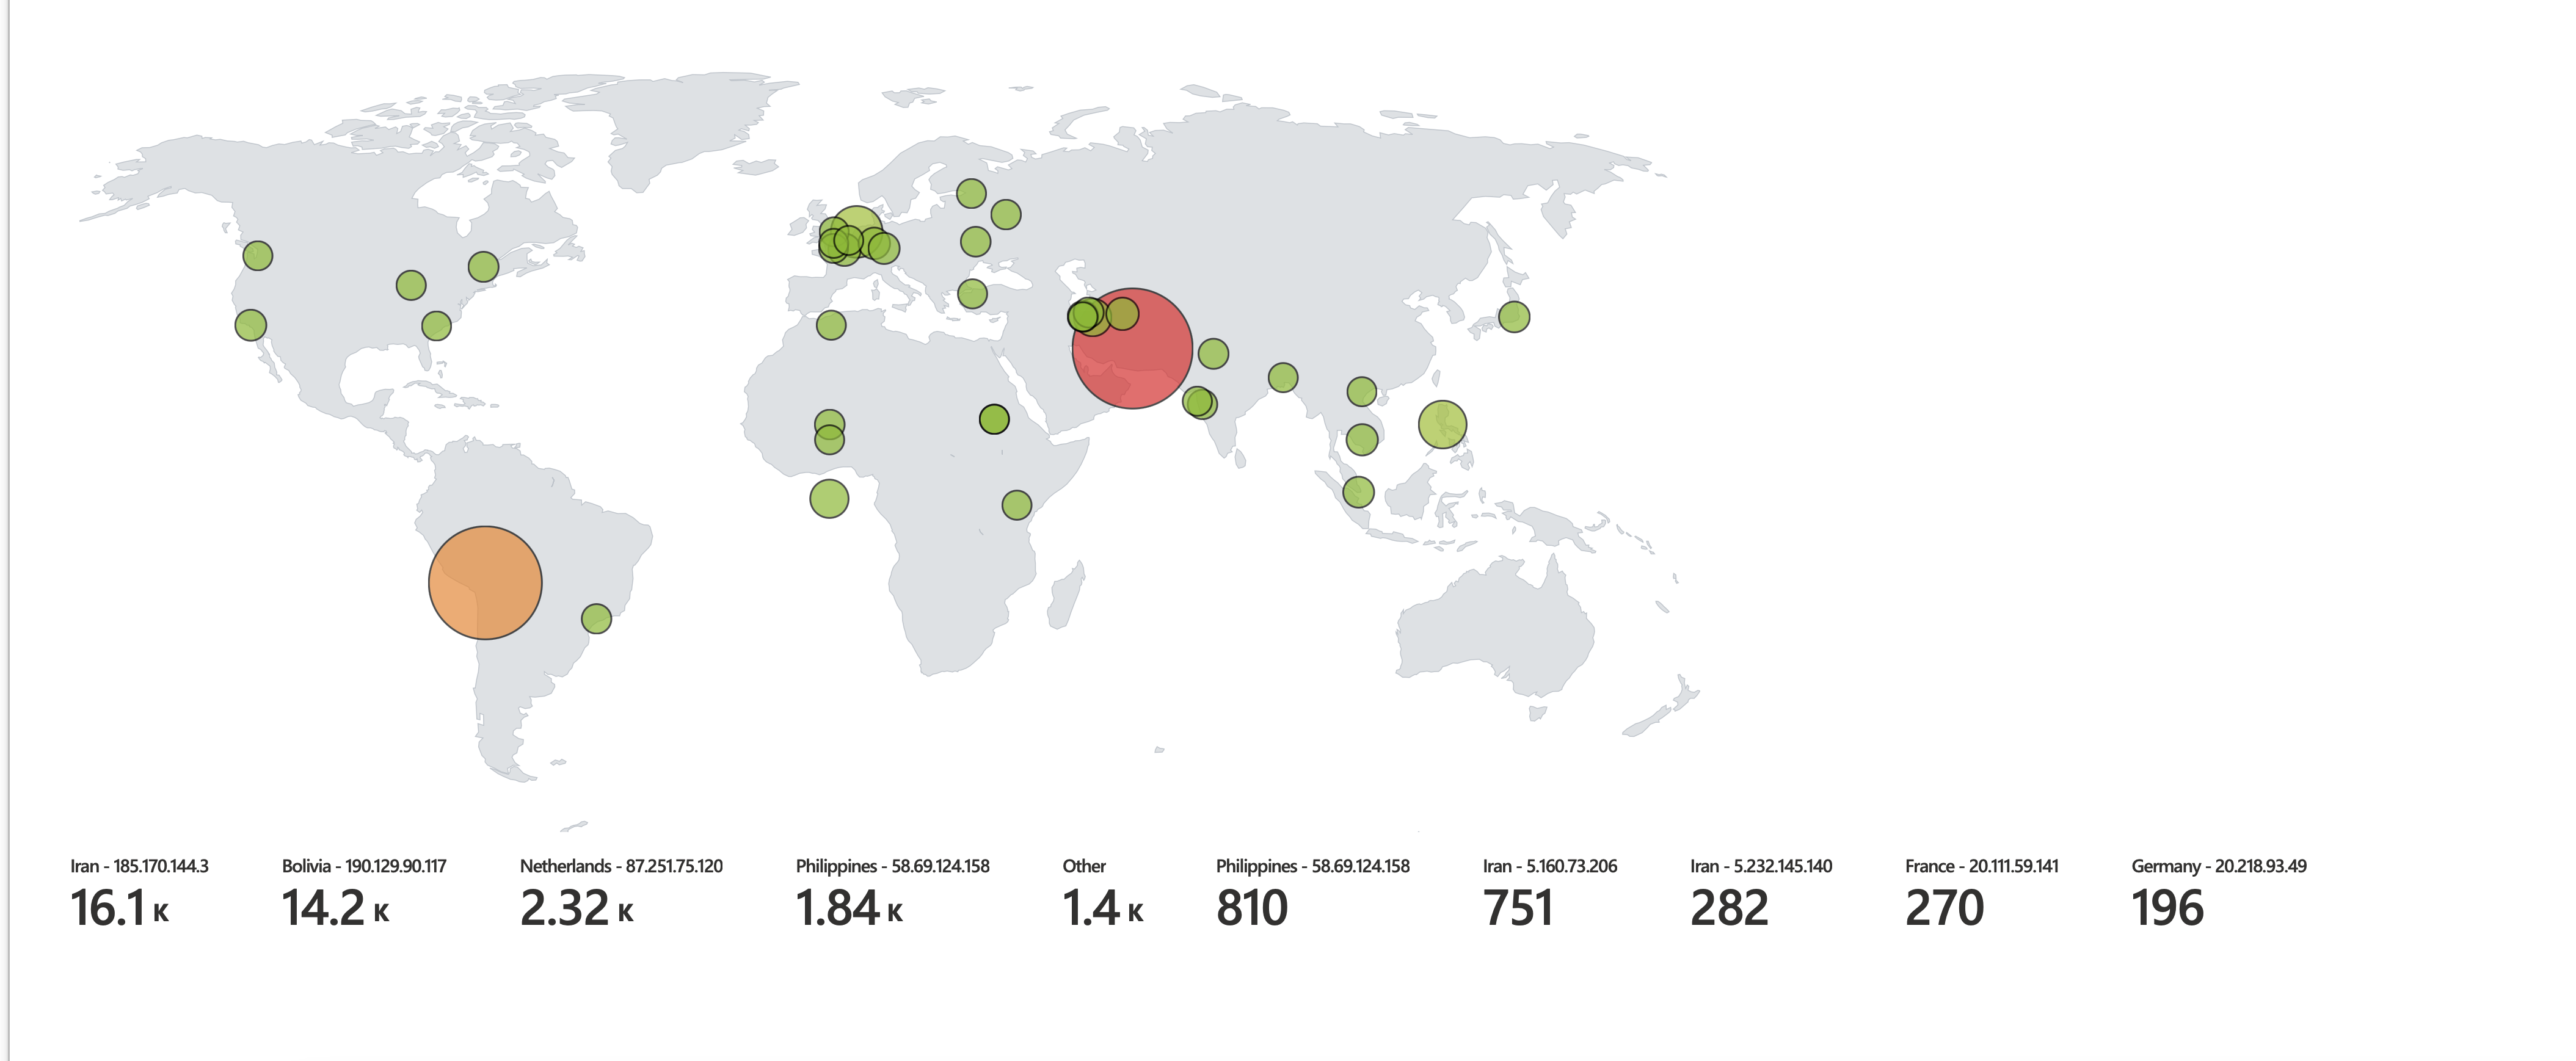 Iran - 185.170.144.3 Bolivia - 190.129.90.117 Netherlands - 87.251.75.120 Philippines - 58.69.124.158 Other Philippines - 58.69.124.158 Iran - 5.160.73.206 Iran - 5.232.145.140 France - 20.111.59.141 Germany - 20.218.93.49
16.1 K 14.2 K 2.32 K 1.84 K 1.4 K 810 751 282 270 196